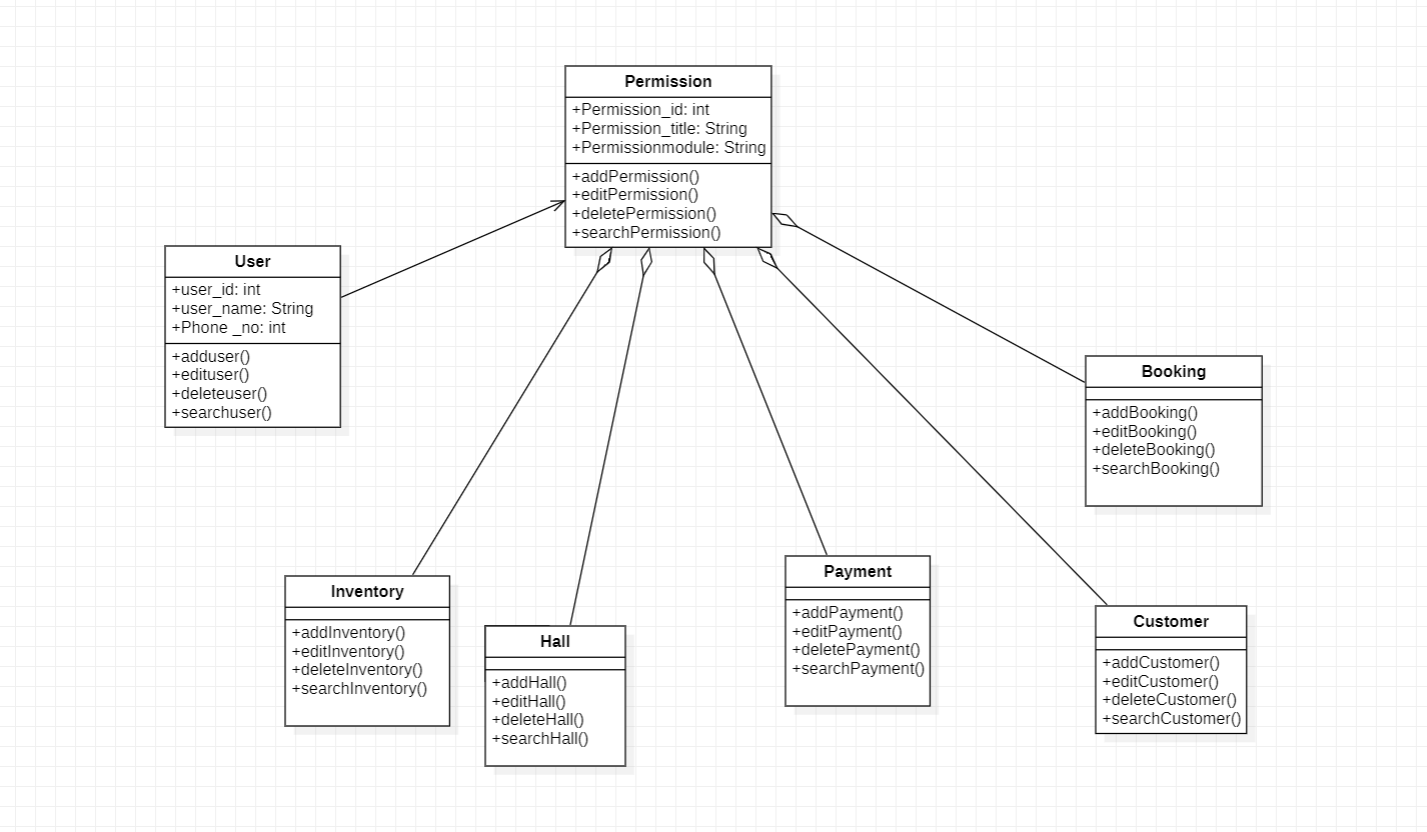 Permission
+Permission_id: int
+Permission_title: String
+Permissionmodule: String
+addPermission()
+editPermission()
+deletePermission()
+searchPermission()
User
+user_id: int
+user_name: String
+Phone _no: int
+adduser()
+edituser()
+deleteuser()
+searchuser()
Booking
+addBooking()
+editBooking()
+deleteBooking()
+searchBooking()
Inventory
+addInventory()
+editInventory()
+deleteInventory()
+searchInventory()
Hall
+addHall()
+editHall()
+deleteHall()
+searchHall()
Payment
+addPayment()
+editPayment()
+deletePayment()
+searchPayment()
Customer
+addCustomer()
+editCustomer()
+deleteCustomer()
+searchCustomer()